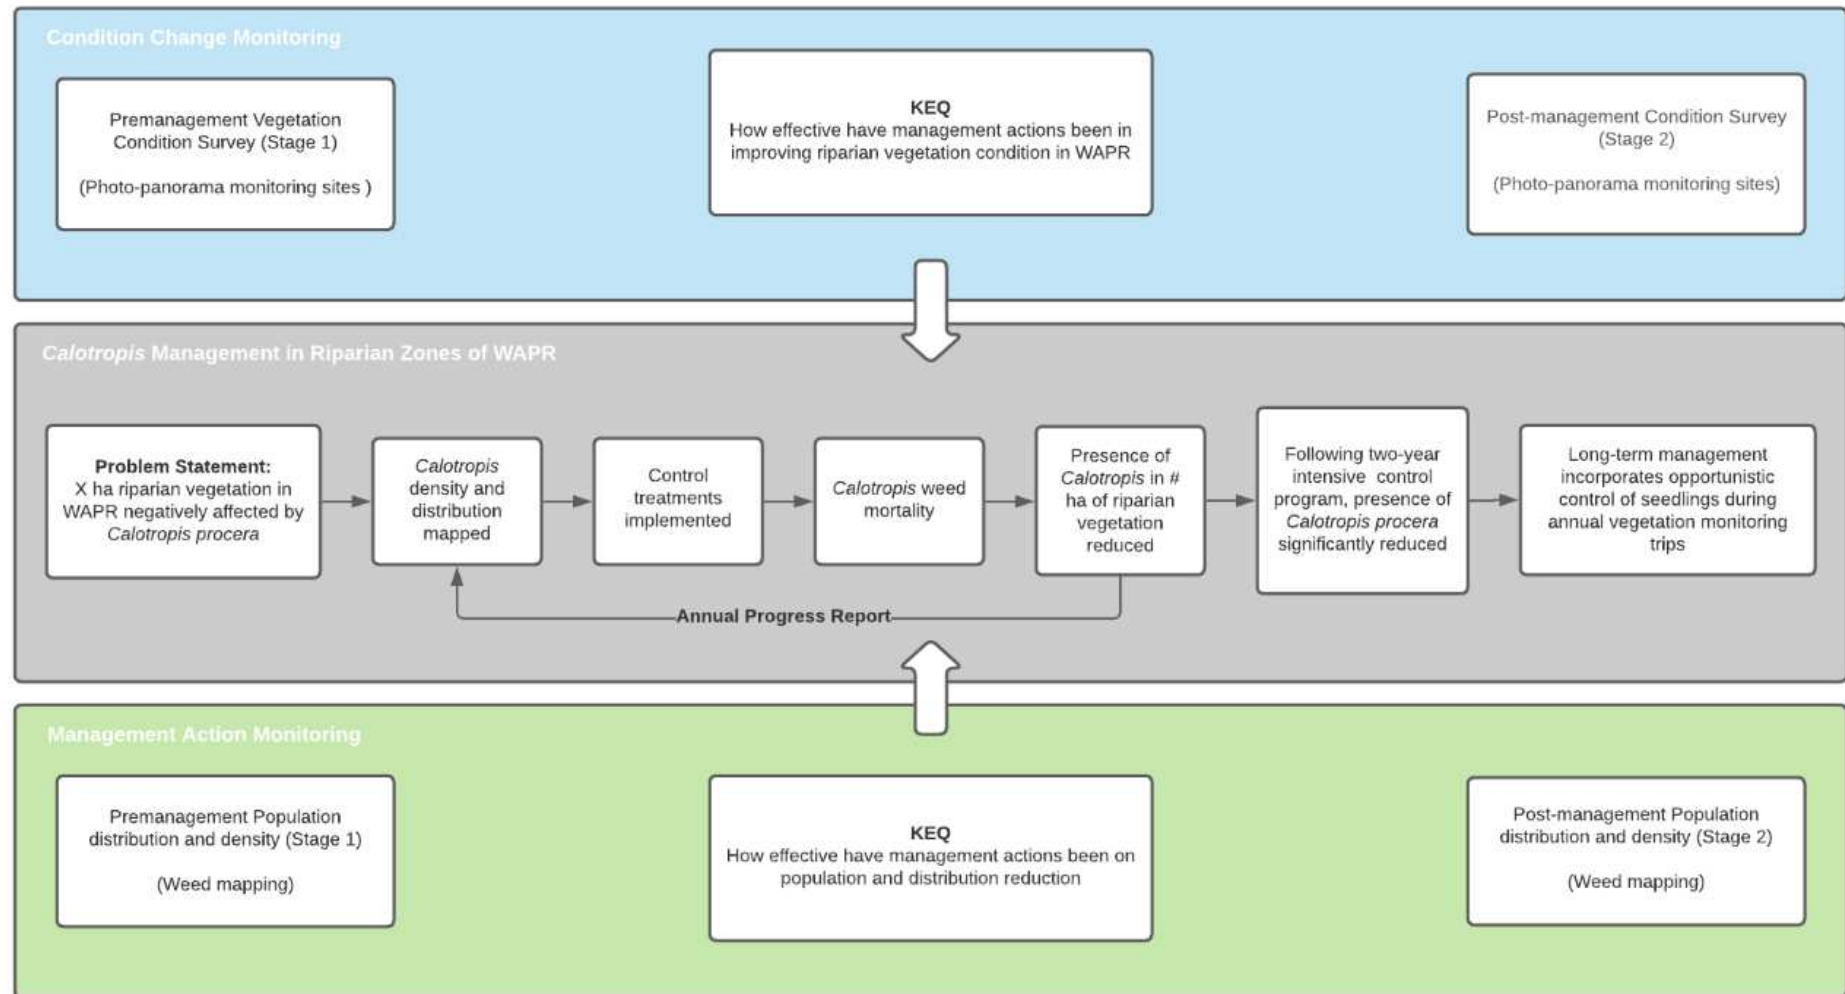 Condition Change Monitoring
Premanagement Vegetation
Condition Survey (Stage 1)
(Photo-panorama monitoring sites )
KEQ
How effective have management actions been in
improving riparian vegetation condition in WAPR
Post-management Condition Survey
(Stage 2)
(Photo-panorama monitoring sites)
Calotropis Management in Riparian Zones of WAPR
Problem Statement:
X ha riparian vegetation in
WAPR negatively affected by
Calotropis procera
Calotropis
density and
distribution
mapped
Control
treatments
implemented
Calotropis weed
mortality
Presence of
Calotropis in #
ha of riparian
vegetation
reduced
Following two-year
intensive control
program, presence of
Calotropis procera
significantly reduced
Long-term management
incorporates opportunistic
control of seedlings during
annual vegetation monitoring
trips
Annual Progress Report
Management Action Monitoring
Premanagement Population
distribution and density (Stage 1)
(Weed mapping)
KEQ
How effective have management actions been on
population and distribution reduction
Post-management Population
distribution and density (Stage 2)
(Weed mapping)